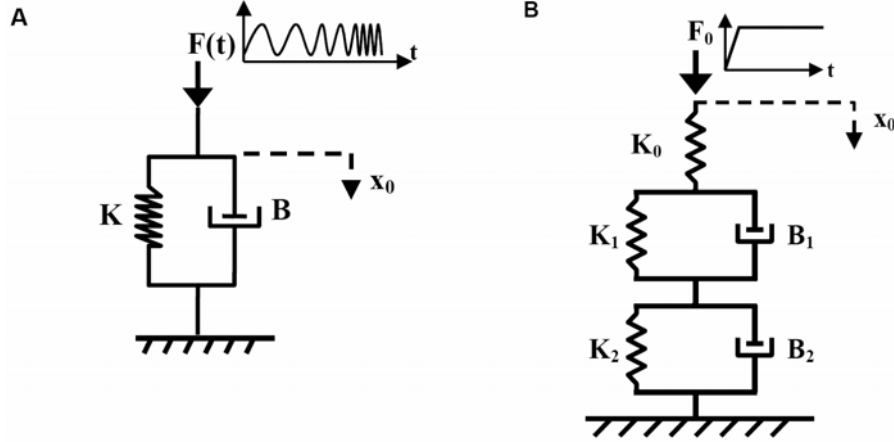 A
F(t)
t
x₀
K
B
B
F₀
t
x₀
K₀
K₁
B₁
K₂
B₂